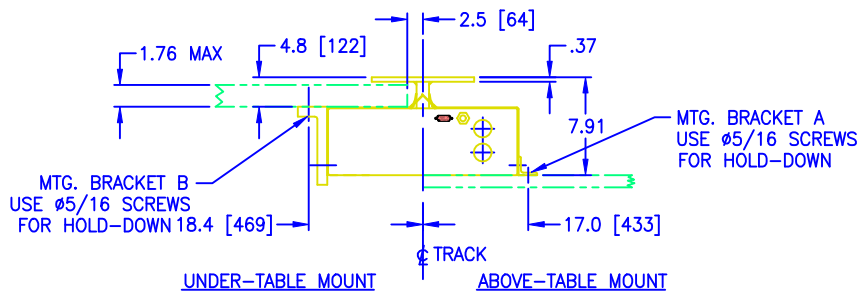 2.5 [64]
1.76 MAX
4.8 [122]
.37
7.91
MTG. BRACKET A
USE ø5/16 SCREWS
FOR HOLD-DOWN
MTG. BRACKET B
USE ø5/16 SCREWS
FOR HOLD-DOWN
18.4 [469]
17.0 [433]
℄ TRACK
UNDER-TABLE MOUNT
ABOVE-TABLE MOUNT